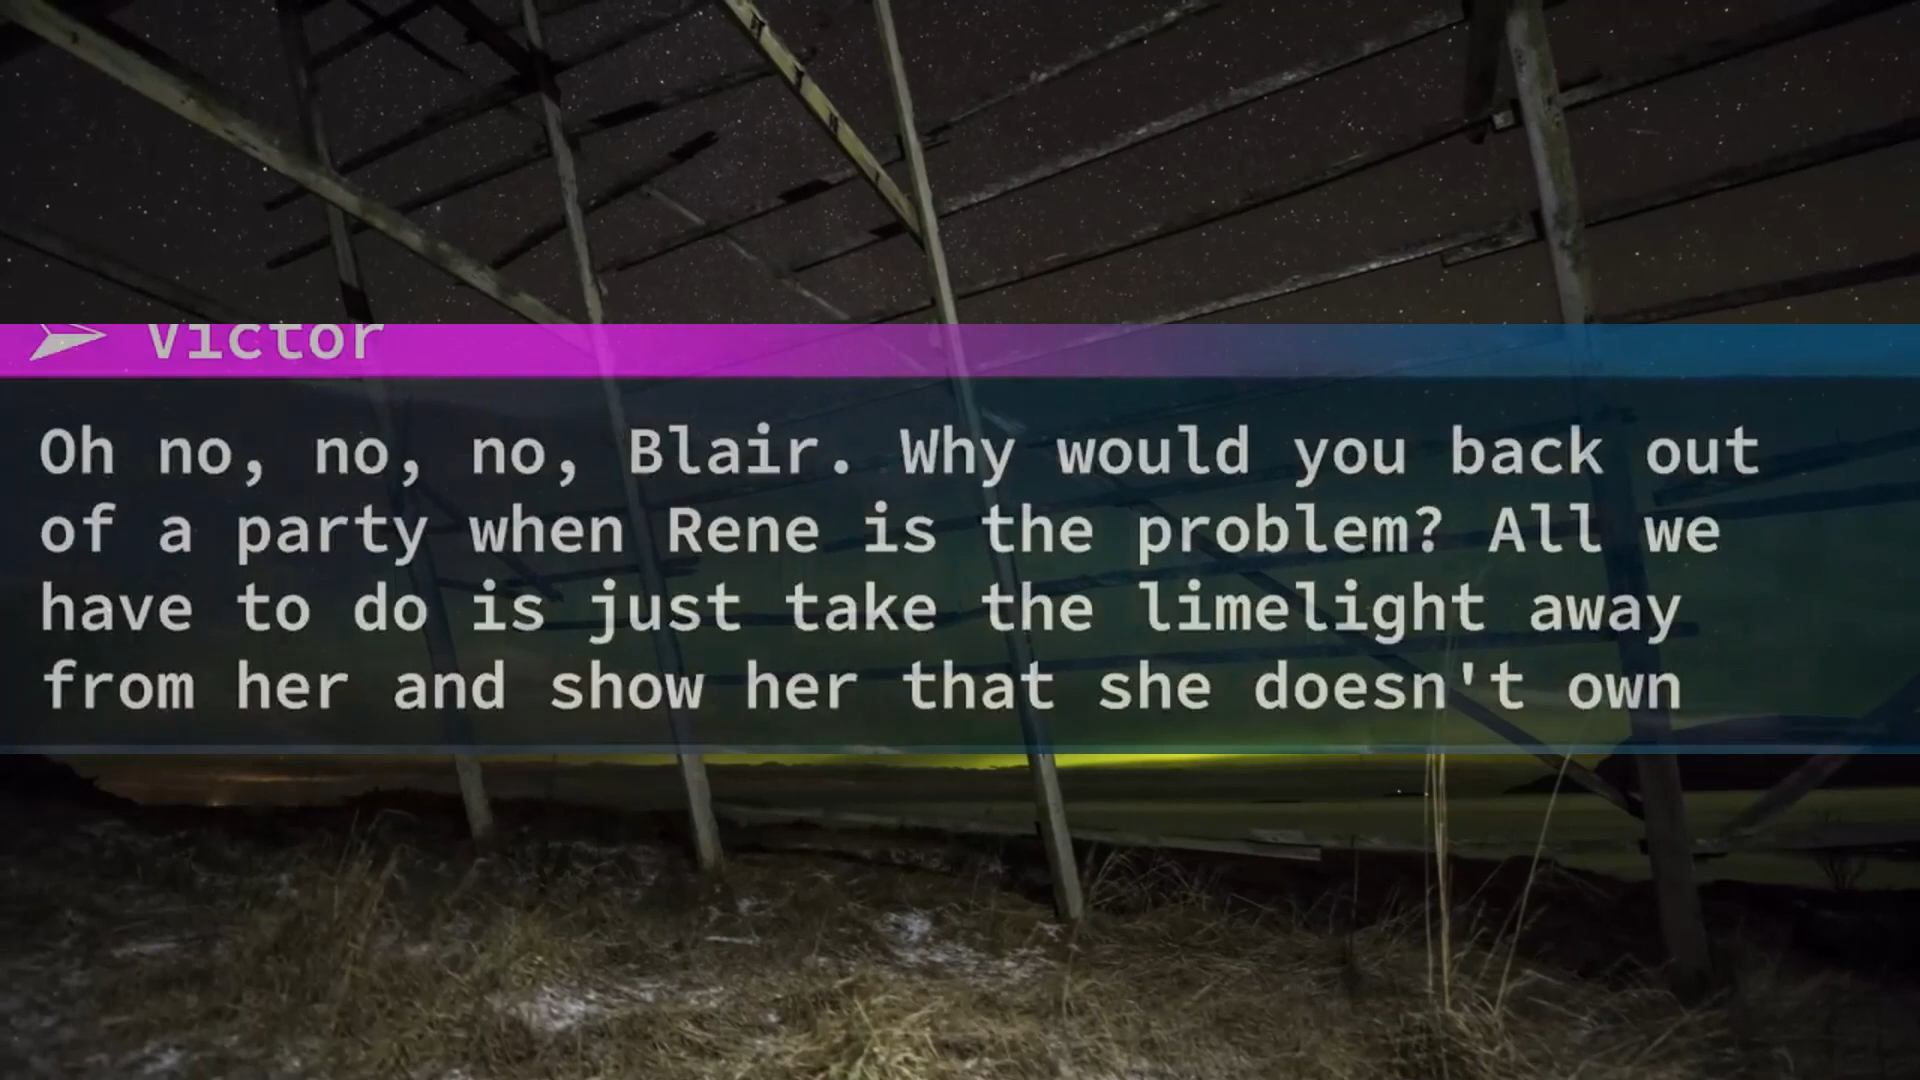 Victor
Oh no, no, no, Blair. Why would you back out
of a party when Rene is the problem? All we
have to do is just take the limelight away
from her and show her that she doesn't own